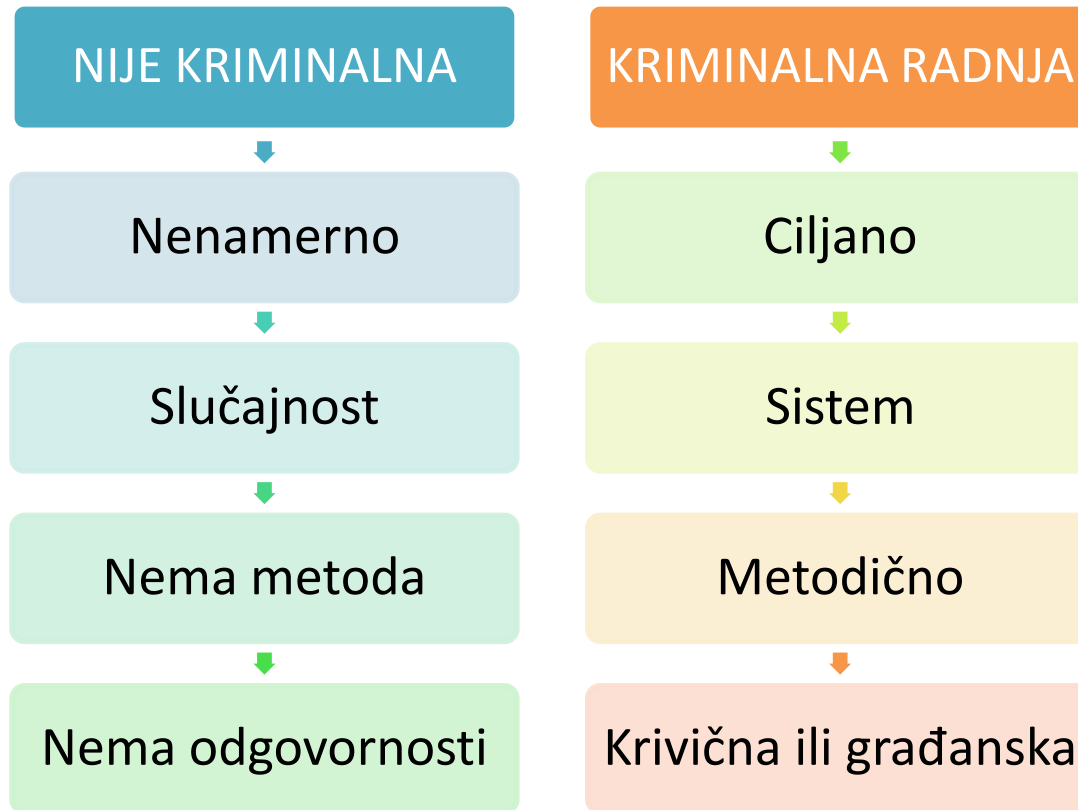 NIJE KRIMINALNA
Nenamerno
Slučajnost
Nema metoda
Nema odgovornosti
KRIMINALNA RADNJA
Ciljano
Sistem
Metodično
Krivična ili građanska